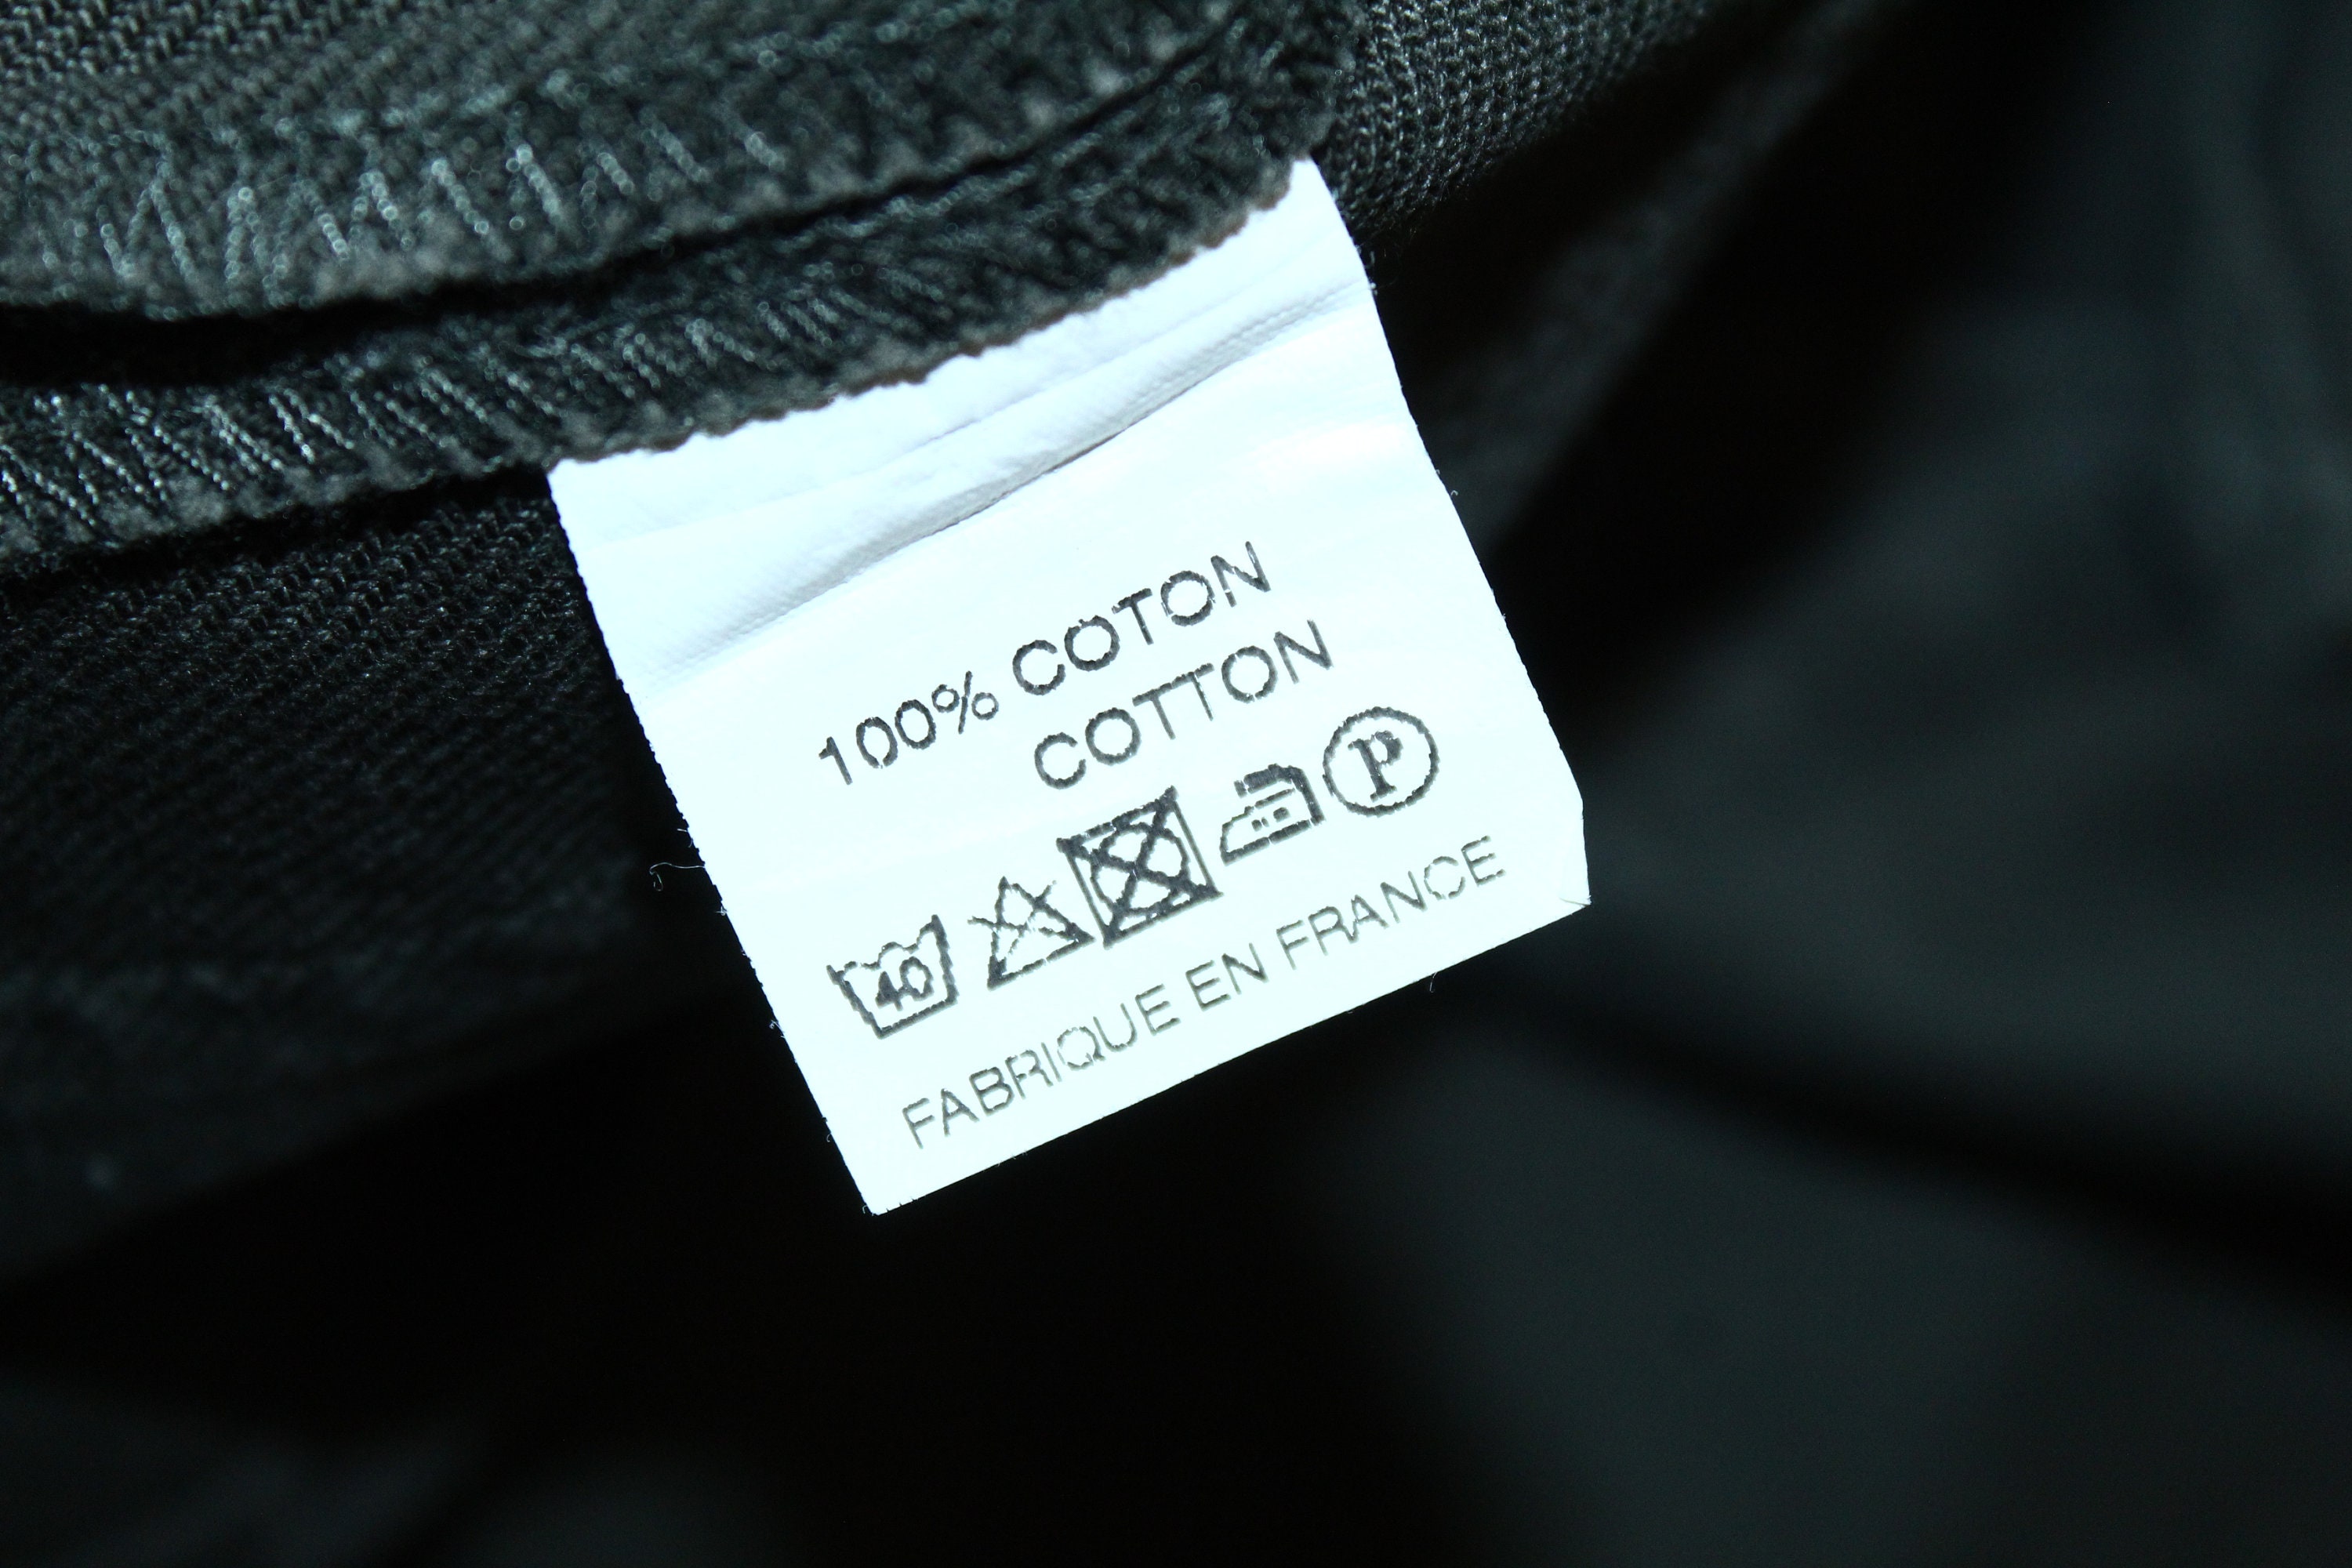 100% COTON
COTTON
40 P
FABRIQUE EN FRANCE